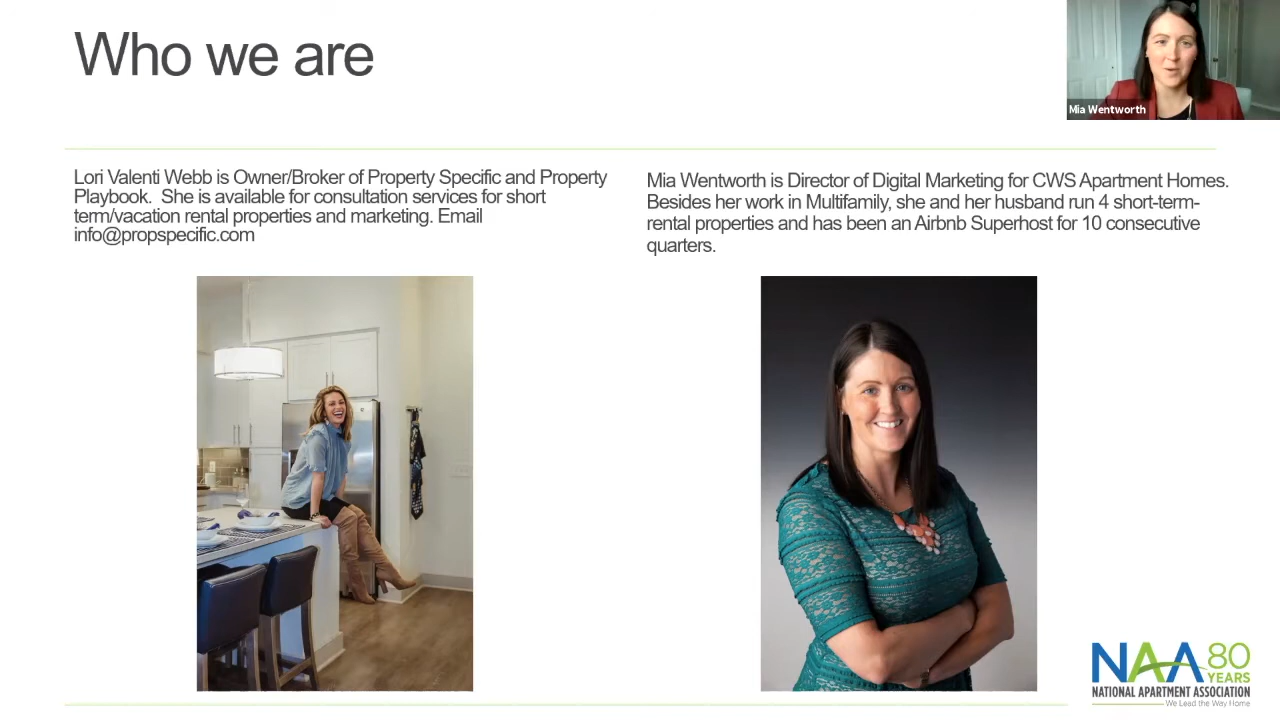 Who we are
Mia Wentworth
Lori Valenti Webb is Owner/Broker of Property Specific and Property
Playbook.  She is available for consultation services for short
term/vacation rental properties and marketing. Email
info@propspecific.com
Mia Wentworth is Director of Digital Marketing for CWS Apartment Homes.
Besides her work in Multifamily, she and her husband run 4 short-term-
rental properties and has been an Airbnb Superhost for 10 consecutive
quarters.
NAA 80
YEARS
NATIONAL APARTMENT ASSOCIATION
We Lead the Way Home